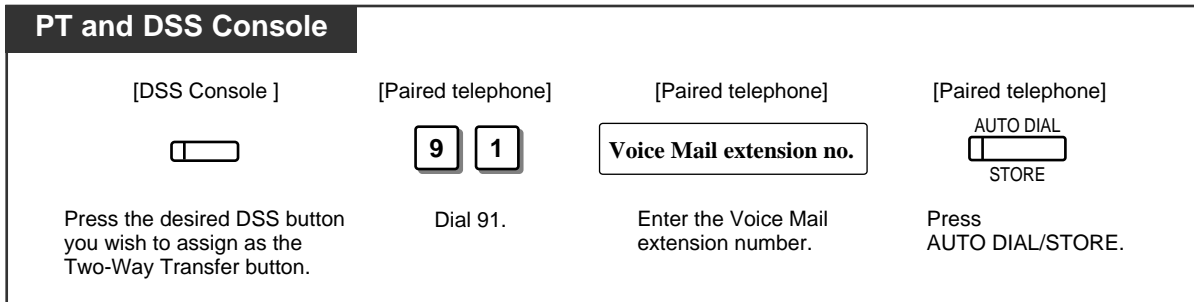 PT and DSS Console
[DSS Console ]
[Paired telephone]
[Paired telephone]
[Paired telephone]
9 1
Voice Mail extension no.
AUTO DIAL
STORE
Press the desired DSS button
you wish to assign as the
Two-Way Transfer button.
Dial 91.
Enter the Voice Mail
extension number.
Press
AUTO DIAL/STORE.